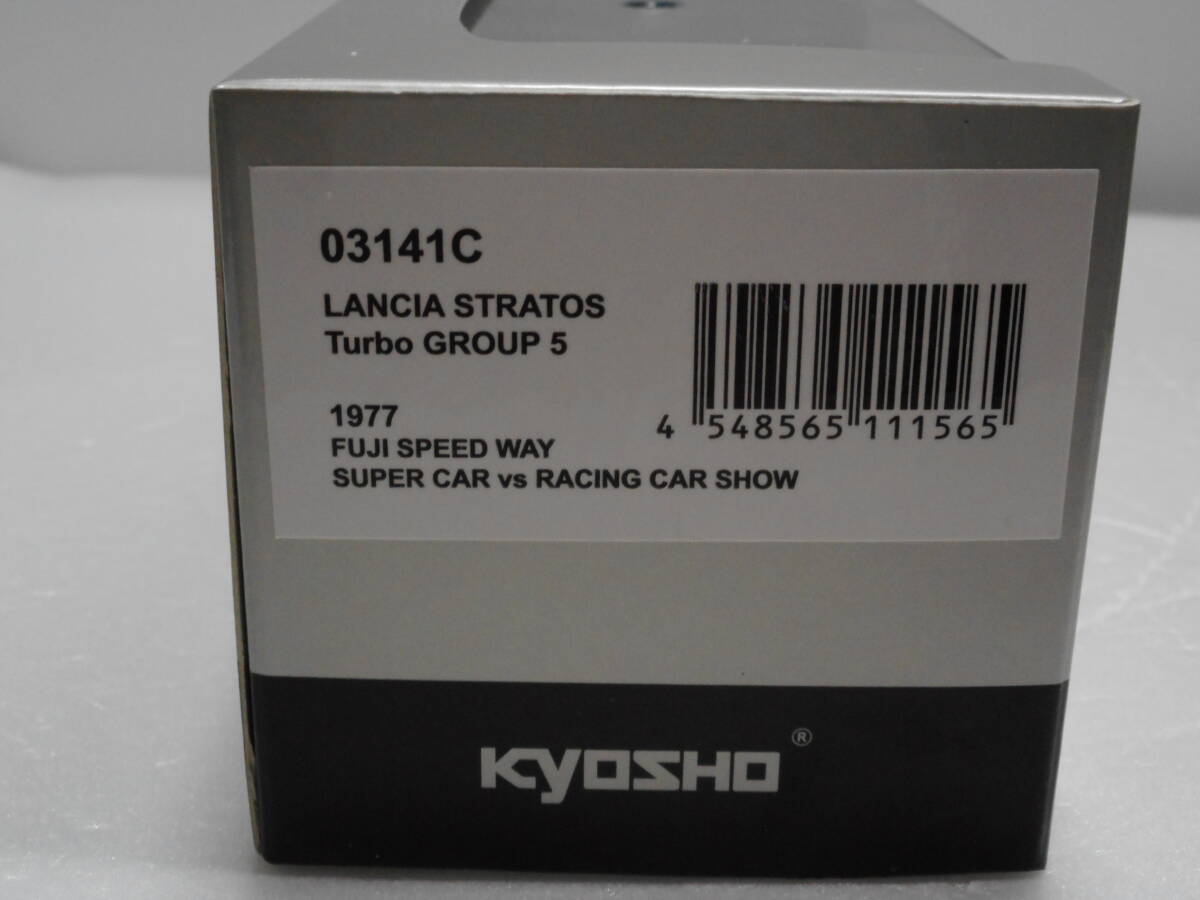 03141C
LANCIA STRATOS
Turbo GROUP 5
1977
FUJI SPEED WAY
SUPER CAR vs RACING CAR SHOW
4 548565 111565
KYOSHO®